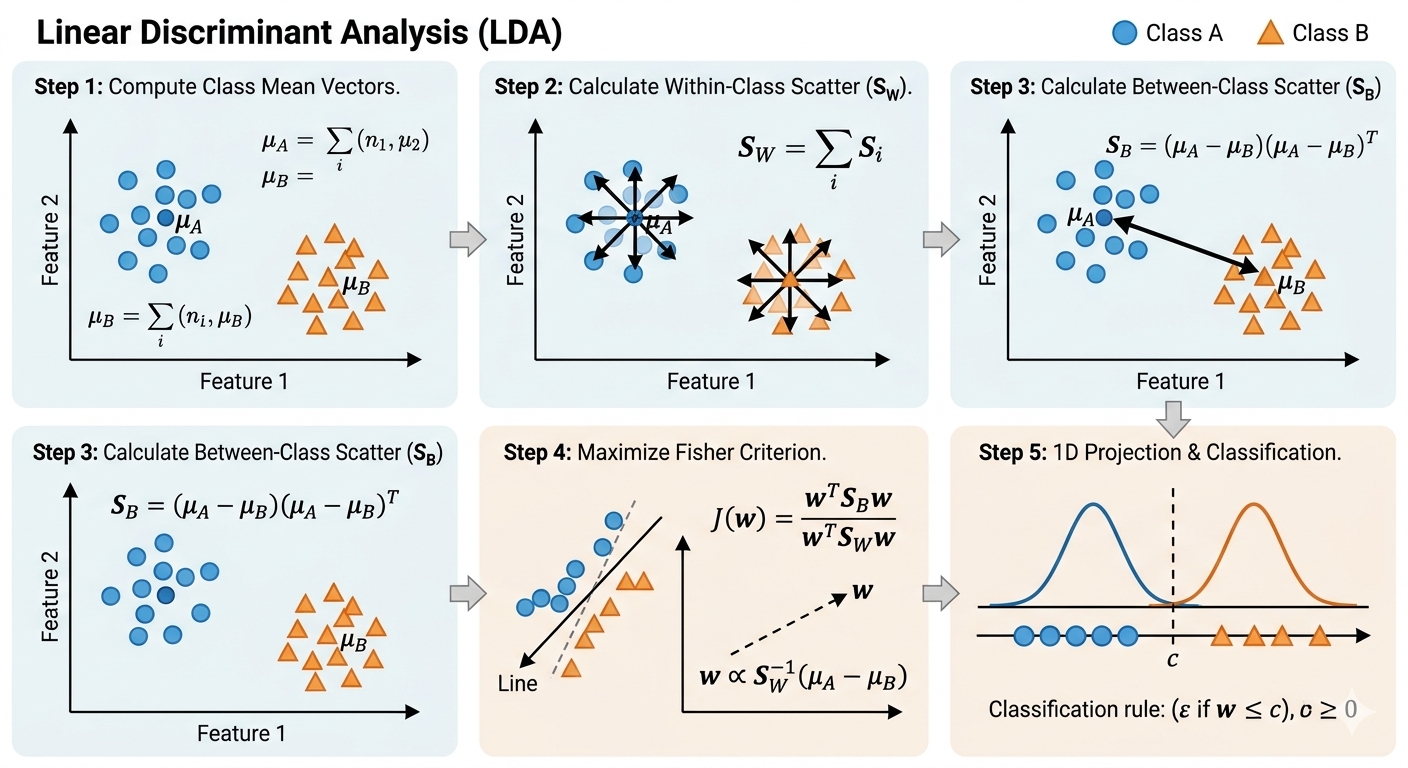 Linear Discriminant Analysis (LDA)
Class A
Class B
Step 1: Compute Class Mean Vectors.
μ_A = ∑_i (n_1, μ_2)
μ_B =
μ_A
μ_B
μ_B = ∑_i (n_i, μ_B)
Feature 2
Feature 1
Step 2: Calculate Within-Class Scatter (S_W).
S_W = ∑_i S_i
μ_A
Feature 2
Feature 1
Step 3: Calculate Between-Class Scatter (S_B)
S_B = (μ_A − μ_B)(μ_A − μ_B)^T
μ_A
μ_B
Feature 2
Feature 1
Step 3: Calculate Between-Class Scatter (S_B)
S_B = (μ_A − μ_B)(μ_A − μ_B)^T
μ_B
Feature 2
Feature 1
Step 4: Maximize Fisher Criterion.
J(w) = w^T S_B w / w^T S_W w
w
w ∝ S_W^{-1}(μ_A − μ_B)
Line
Step 5: 1D Projection & Classification.
c
Classification rule: (ε if w ≤ c), σ ≥ 0